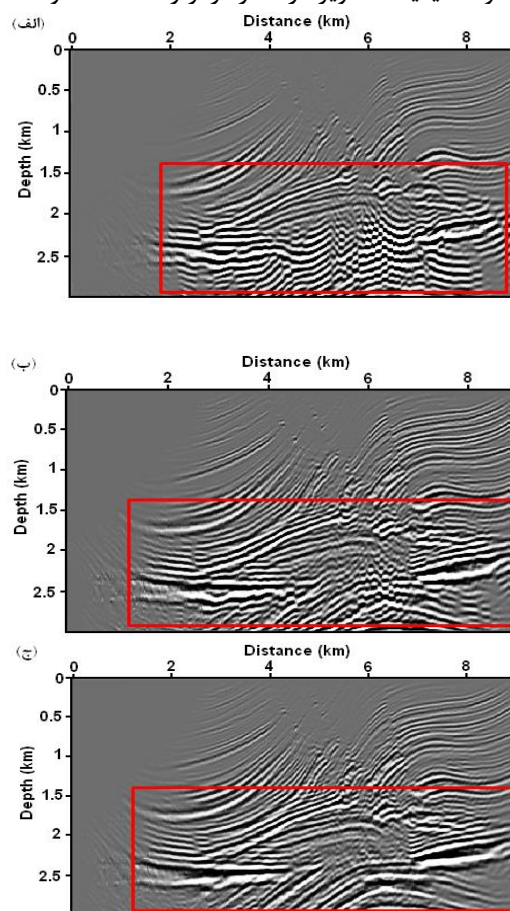 (الف)
Distance (km)
0 2 4 6 8
Depth (km)
0
0.5
1
1.5
2
2.5
(ب)
Distance (km)
0 2 4 6 8
Depth (km)
0
0.5
1
1.5
2
2.5
(ج)
Distance (km)
0 2 4 6 8
Depth (km)
0
0.5
1
1.5
2
2.5